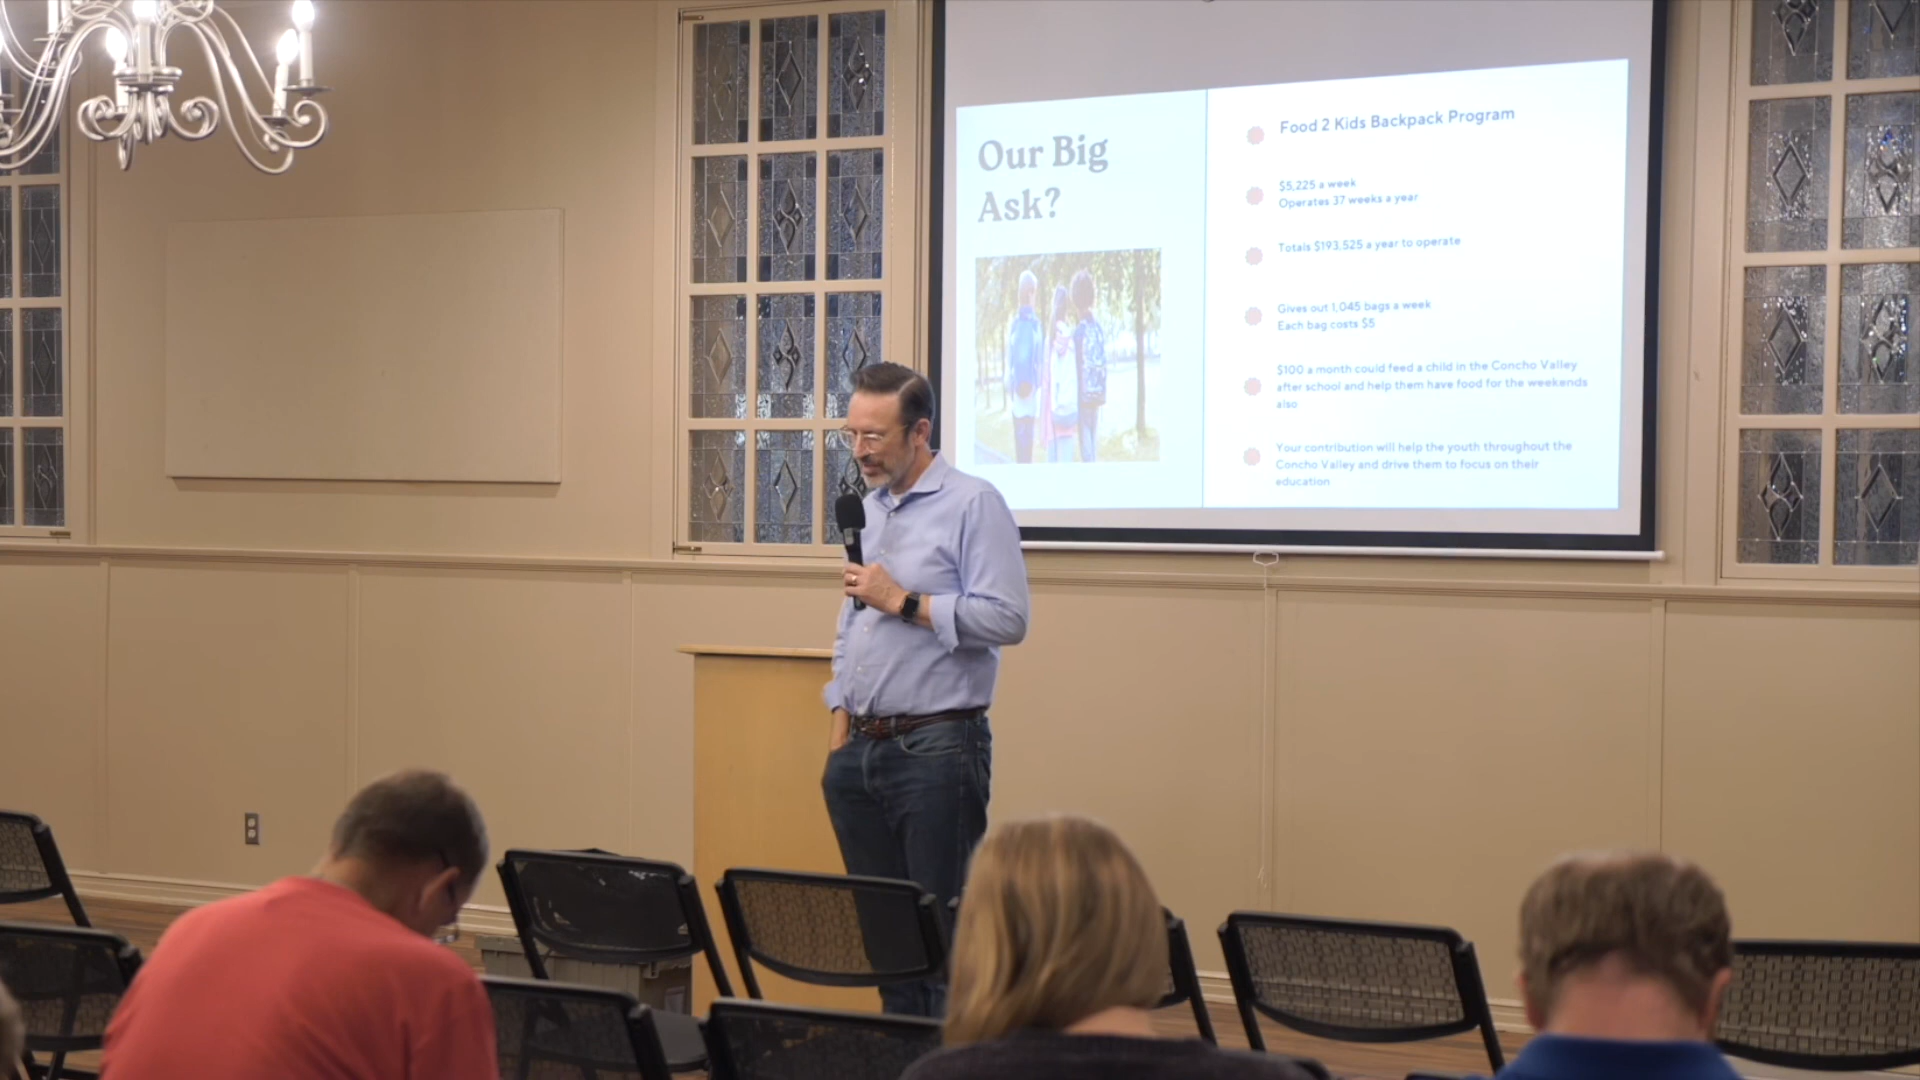 Our Big
Ask?
Food 2 Kids Backpack Program
$5,225 a week
Operates 37 weeks a year
Totals $193,525 a year to operate
Gives out 1,045 bags a week
Each bag costs $5
$100 a month could feed a child in the Concho Valley
after school and help them have food for the weekends
also
Your contribution will help the youth throughout the
Concho Valley and drive them to focus on their
education